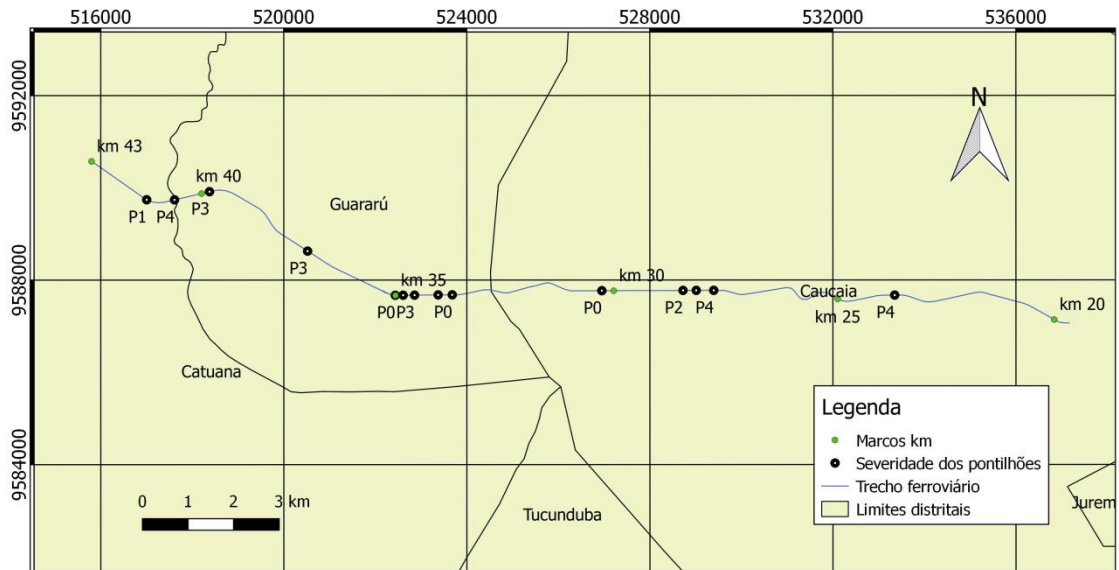 516000 520000 524000 528000 532000 536000
9592000
9588000
9584000
N
km 43
km 40
P1 P4 P3
Guararú
P3
km 35
P0P3 P0
km 30
P0 P2 P4
Caucaia
km 25
P4
km 20
Catuana
Tucunduba
Jurem
0 1 2 3 km
Legenda
Marcos km
Severidade dos pontilhões
Trecho ferroviário
Limites distritais